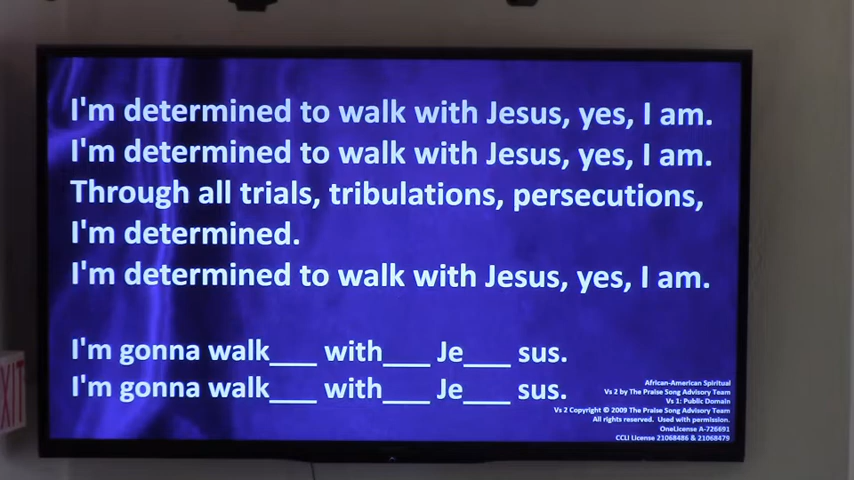 I'm determined to walk with Jesus, yes, I am.
I'm determined to walk with Jesus, yes, I am.
Through all trials, tribulations, persecutions,
I'm determined.
I'm determined to walk with Jesus, yes, I am.
I'm gonna walk___ with___ Je___ sus.
I'm gonna walk___ with___ Je___ sus.
African-American Spiritual
Vs 2 by The Praise Song Advisory Team
Vs 1: Public Domain
Vs 2 Copyright © 2009 The Praise Song Advisory Team
All rights reserved. Used with permission.
OneLicense A-726691
CCLI License 21068486 & 21068479
EXIT